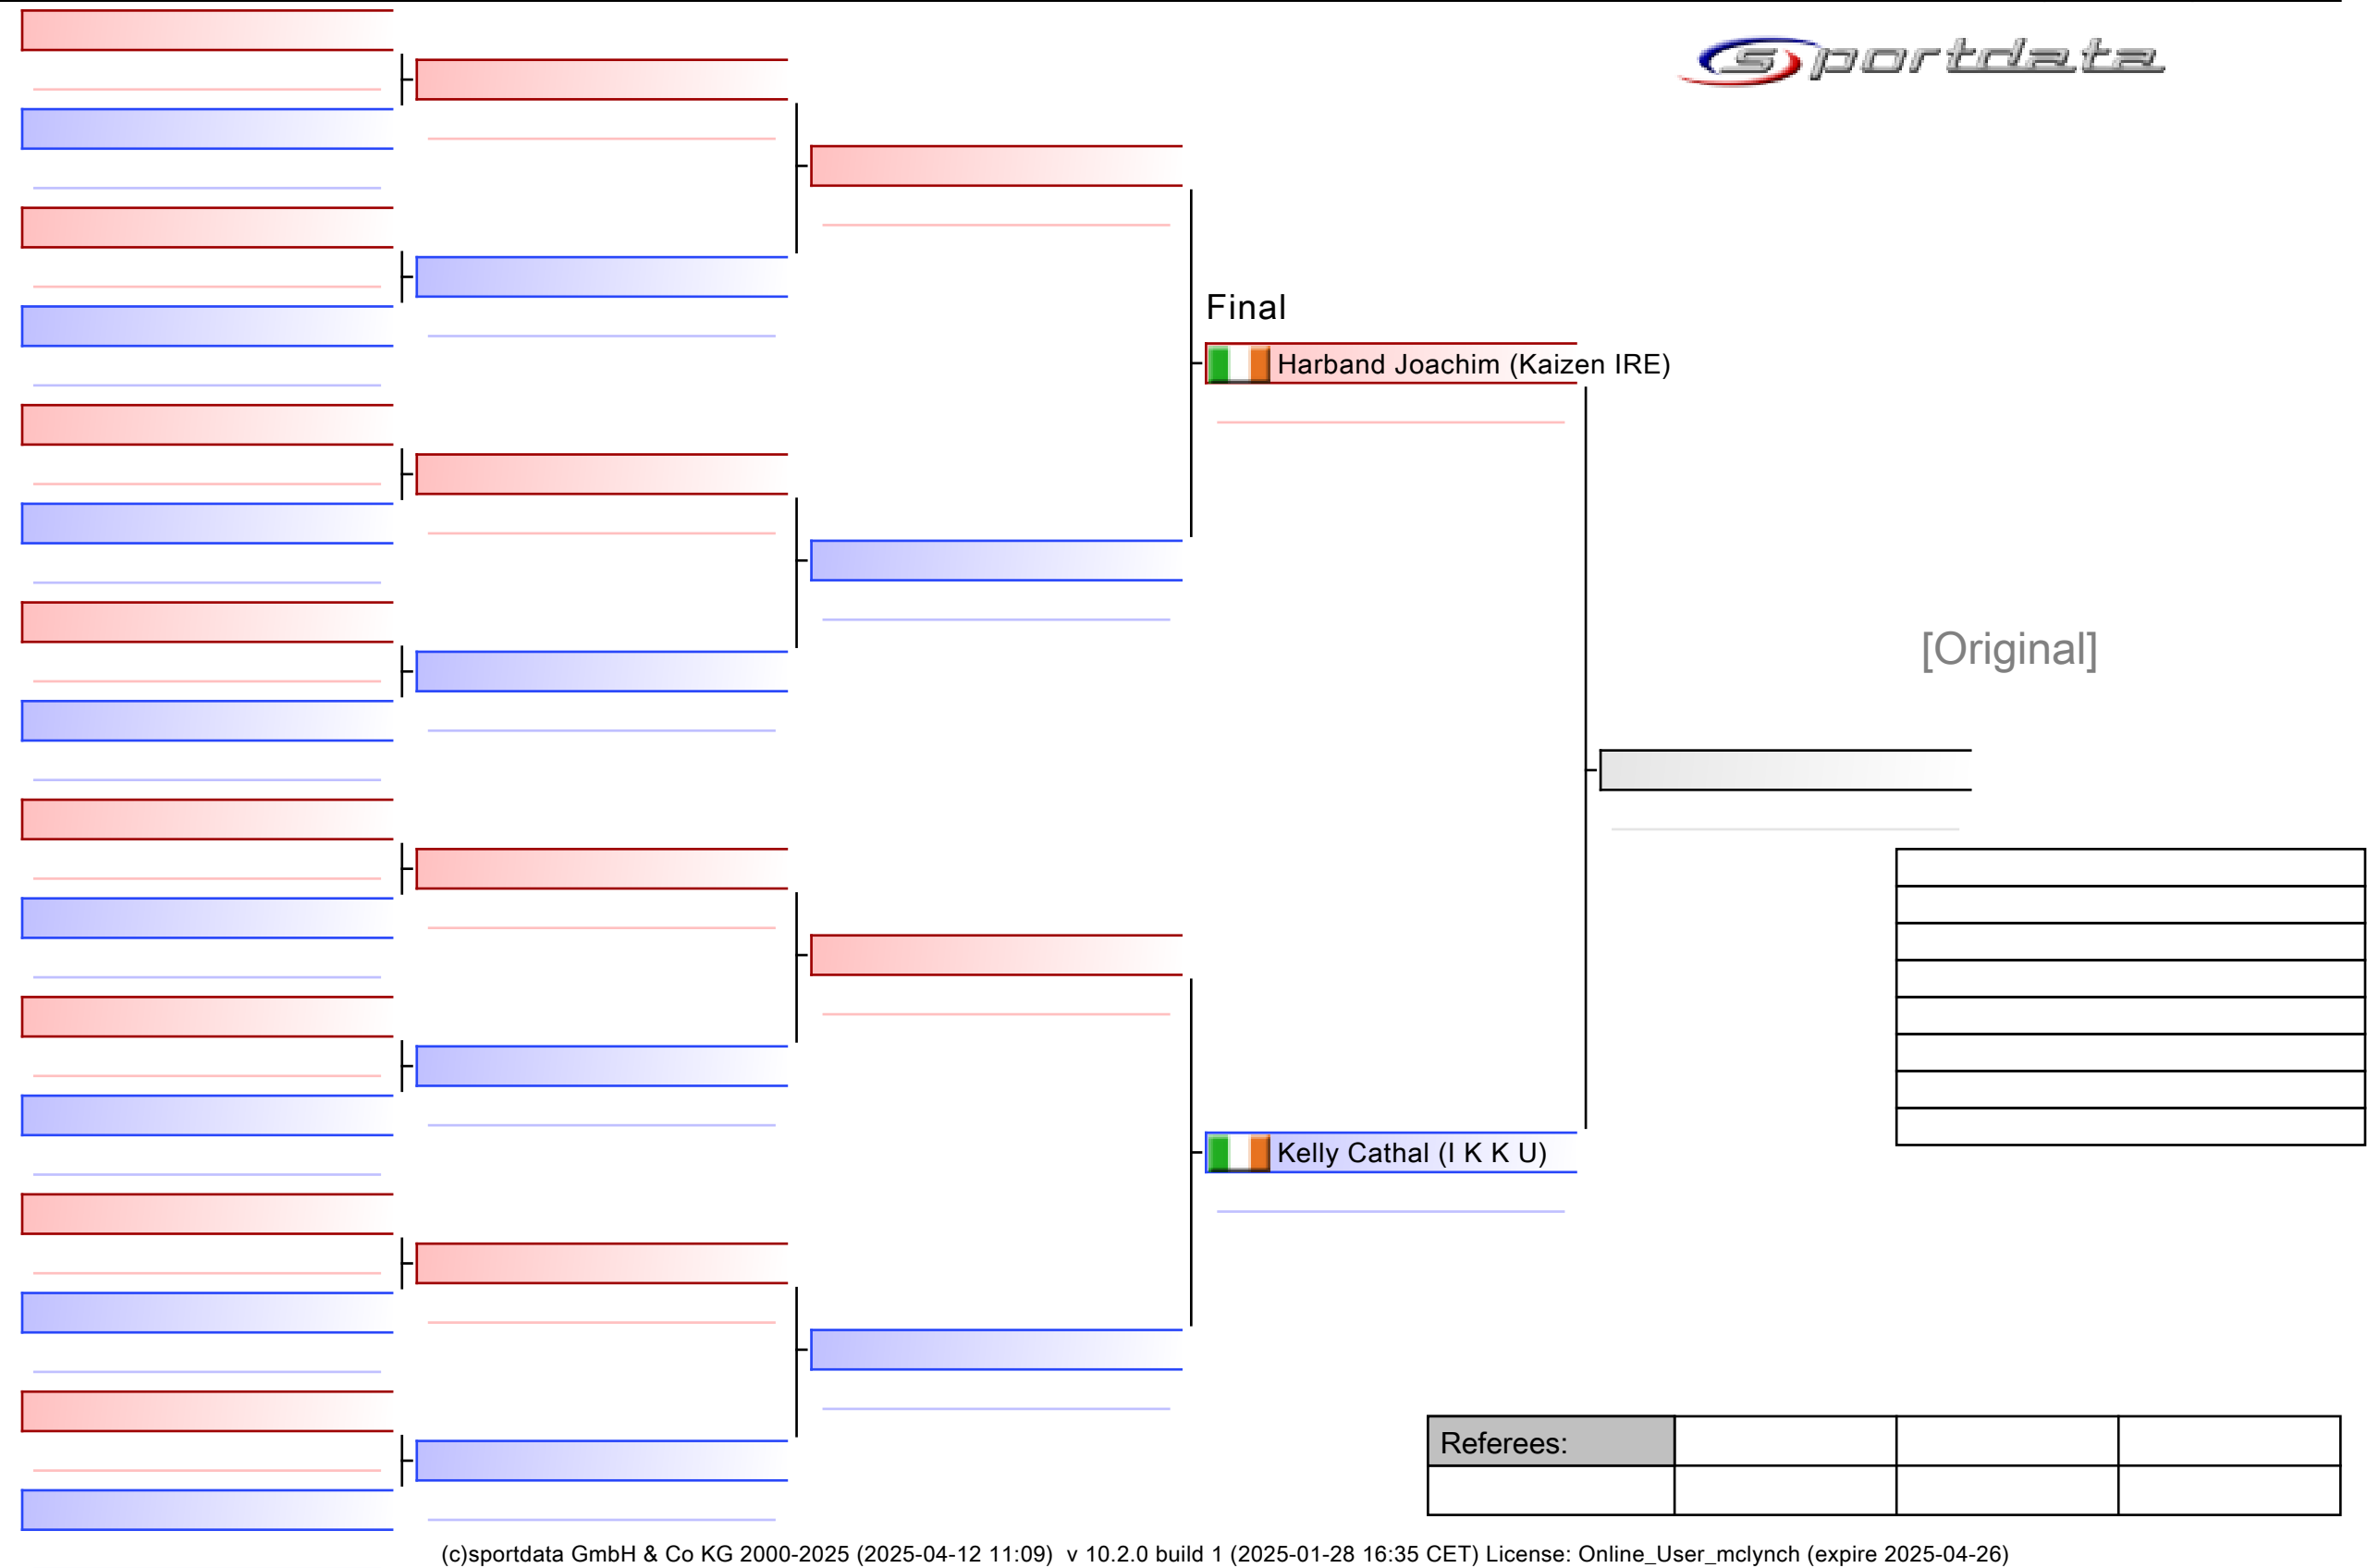 sportdata
Final
Harband Joachim (Kaizen IRE)
[Original]
Kelly Cathal (I K K U)
Referees:
(c)sportdata GmbH & Co KG 2000-2025 (2025-04-12 11:09)  v 10.2.0 build 1 (2025-01-28 16:35 CET) License: Online_User_mclynch (expire 2025-04-26)